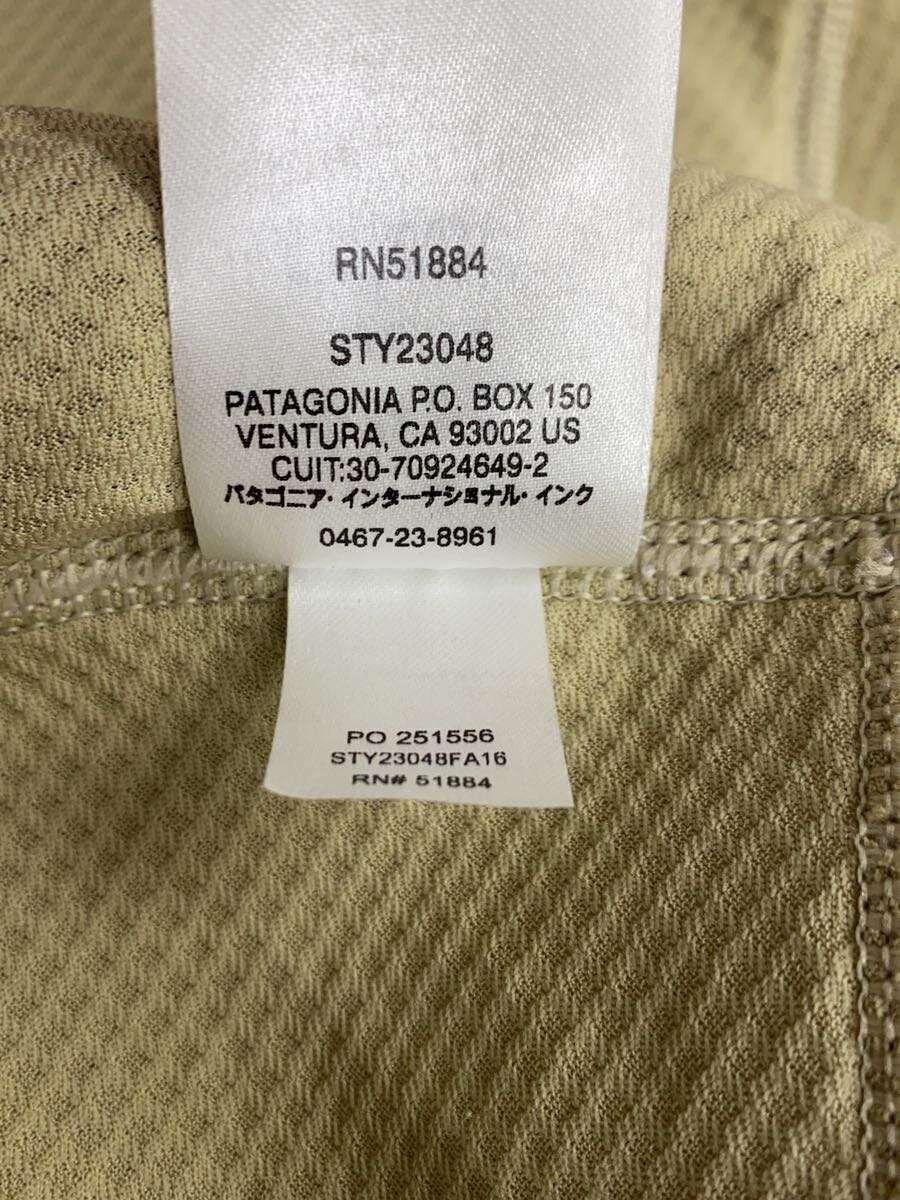 RN51884
STY23048
PATAGONIA P.O. BOX 150
VENTURA, CA 93002 US
CUIT:30-70924649-2
パタゴニア・インターナショナル・インク
0467-23-8961
PO 251556
STY23048FA16
RN# 51884